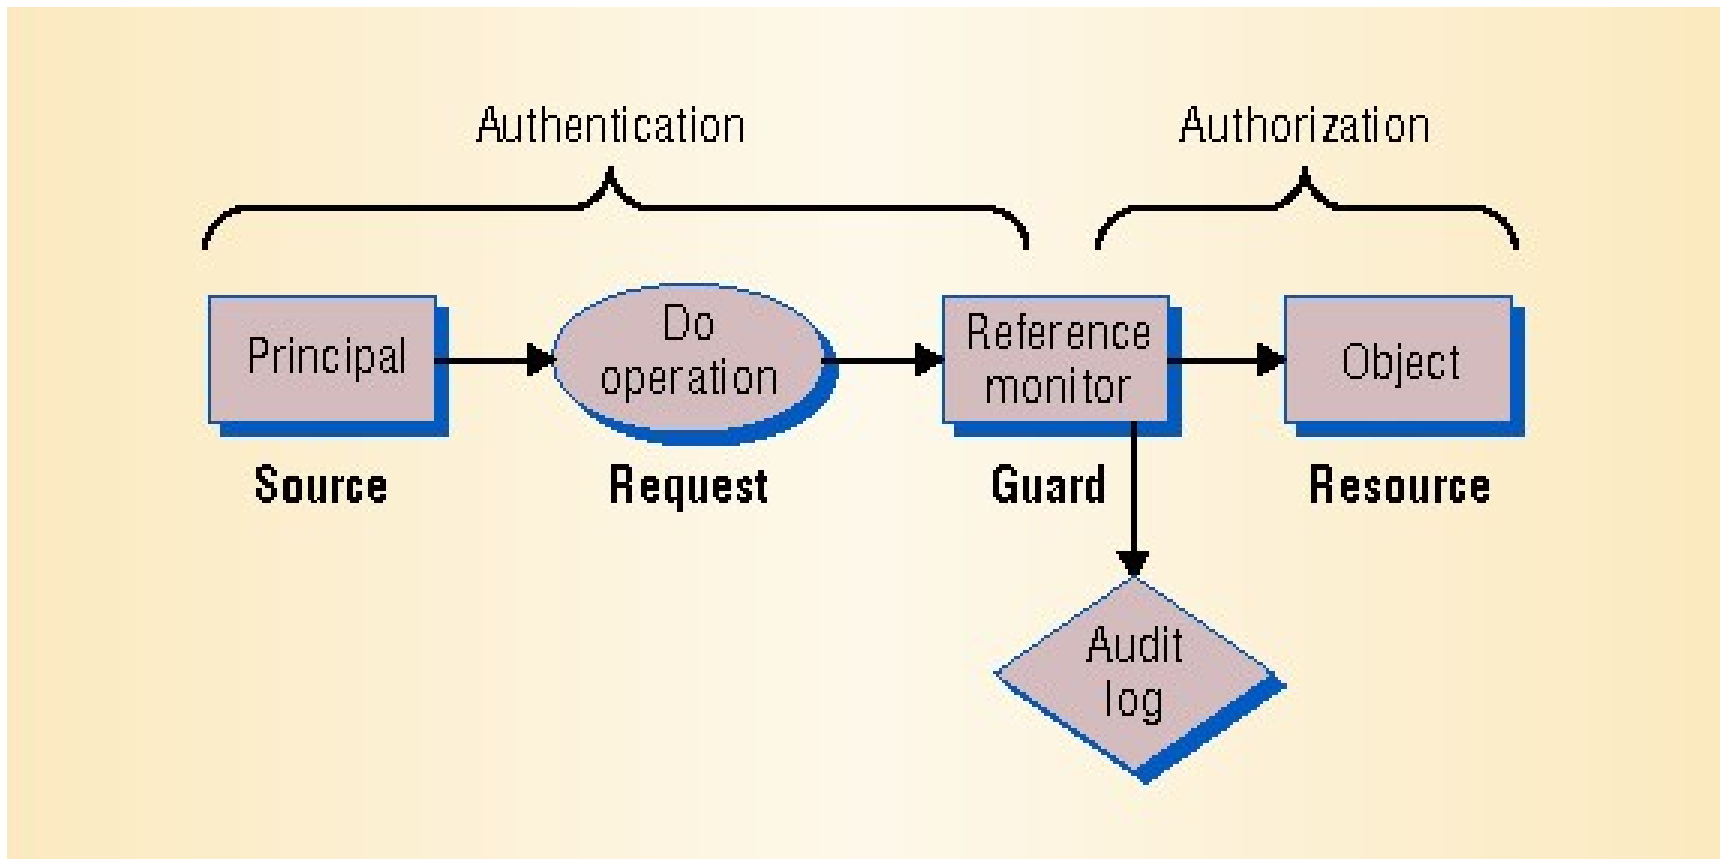 Authentication
Authorization
Principal
Do
operation
Reference
monitor
Object
Source
Request
Guard
Resource
Audit
log